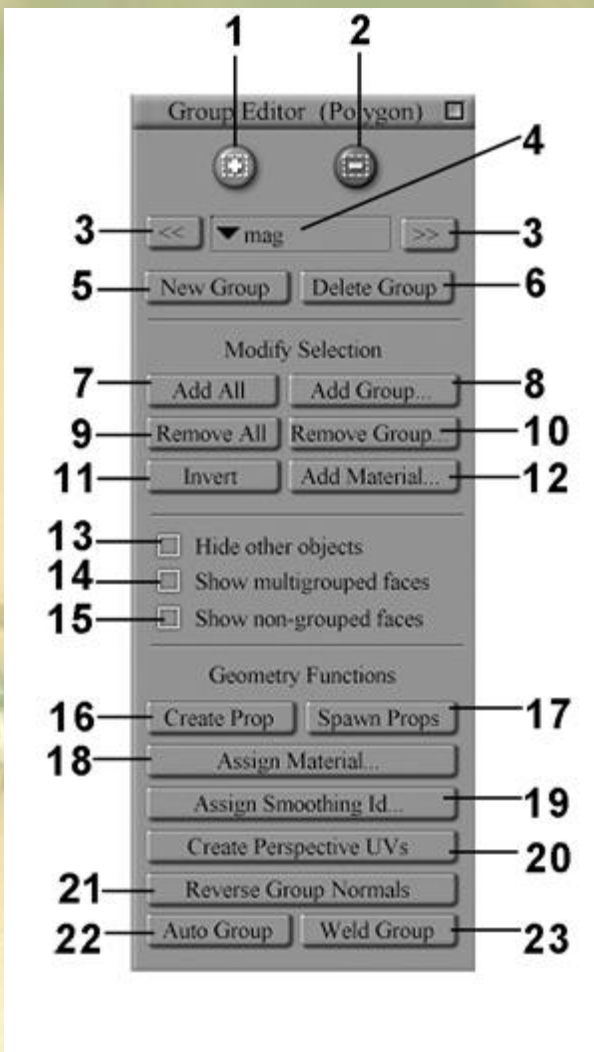 1 2
Group Editor (Polygon)
4
3 << mag >> 3
5 New Group Delete Group 6
Modify Selection
7 Add All Add Group... 8
9 Remove All Remove Group... 10
11 Invert Add Material... 12
13 Hide other objects
14 Show multigrouped faces
15 Show non-grouped faces
Geometry Functions
16 Create Prop Spawn Props 17
18 Assign Material...
Assign Smoothing Id... 19
Create Perspective UVs 20
21 Reverse Group Normals
22 Auto Group Weld Group 23